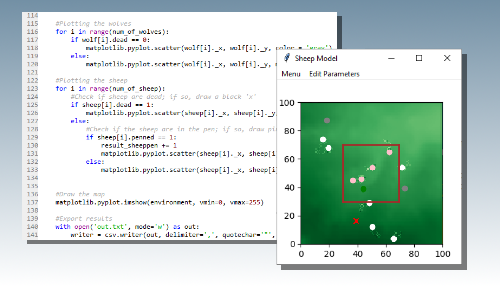 114
115 #Plotting the wolves
116 for i in range(num_of_wolves):
117 if wolf[i].dead == 0:
118 matplotlib.pyplot.scatter(wolf[i]._x, wolf[i]._y, color = 'gray')
119 else:
120 matplotlib.pyplot.scatter(wolf[i]._x, wolf[i]._y,
121
122 #Plotting the sheep
123 for i in range(num_of_sheep):
124 #Check if sheep are dead; if so, draw a black 'x'
125 if sheep[i].dead == 1:
126 matplotlib.pyplot.scatter(sheep[i]._x, sheep[i]._y,
127 else:
128 #Check if the sheep are in the pen; if so, draw
129 if sheep[i].penned == 1:
130 result_sheeppen += 1
131 matplotlib.pyplot.scatter(sheep[i]._x, sheep[i]
132 else:
133 matplotlib.pyplot.scatter(sheep[i]._x, sheep[i]
134
135
136 #Draw the map
137 matplotlib.pyplot.imshow(environment, vmin=0, vmax=255)
138
139 #Export results
140 with open('out.txt', mode='w') as out:
141 writer = csv.writer(out, delimiter=',', quotechar='"',
Sheep Model
Menu Edit Parameters
100
80
60
40
20
0
0 20 40 60 80 100